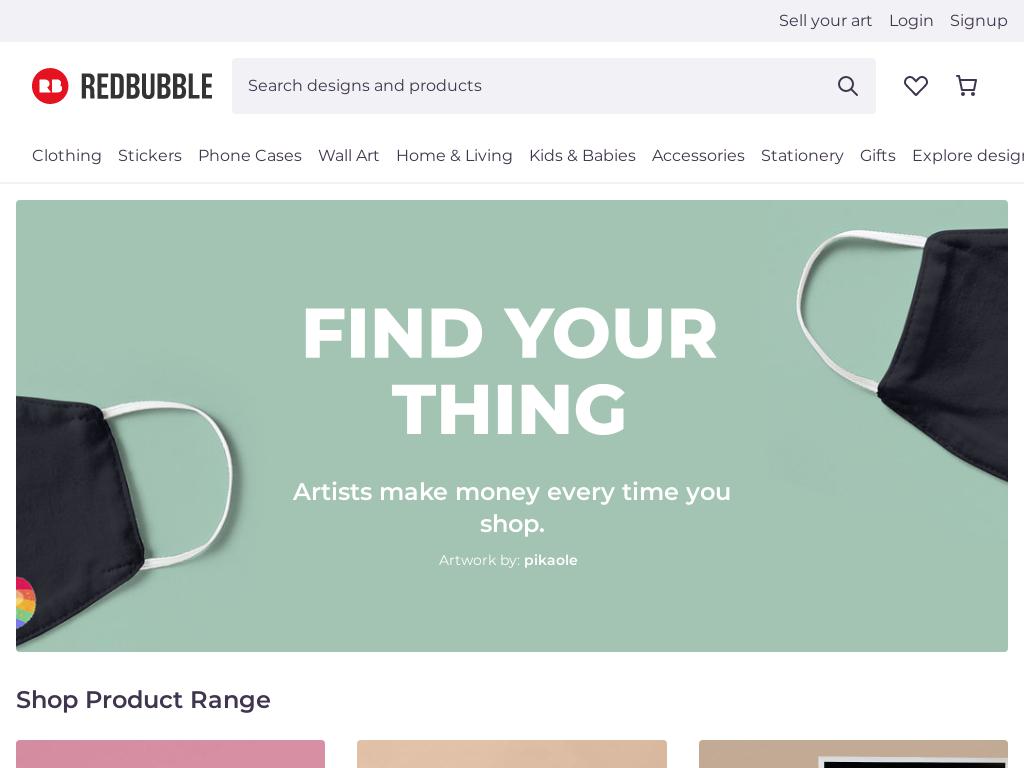 Sell your art Login Signup
RB REDBUBBLE Search designs and products
Clothing Stickers Phone Cases Wall Art Home & Living Kids & Babies Accessories Stationery Gifts Explore desig
FIND YOUR
THING
Artists make money every time you
shop.
Artwork by: pikaole
Shop Product Range